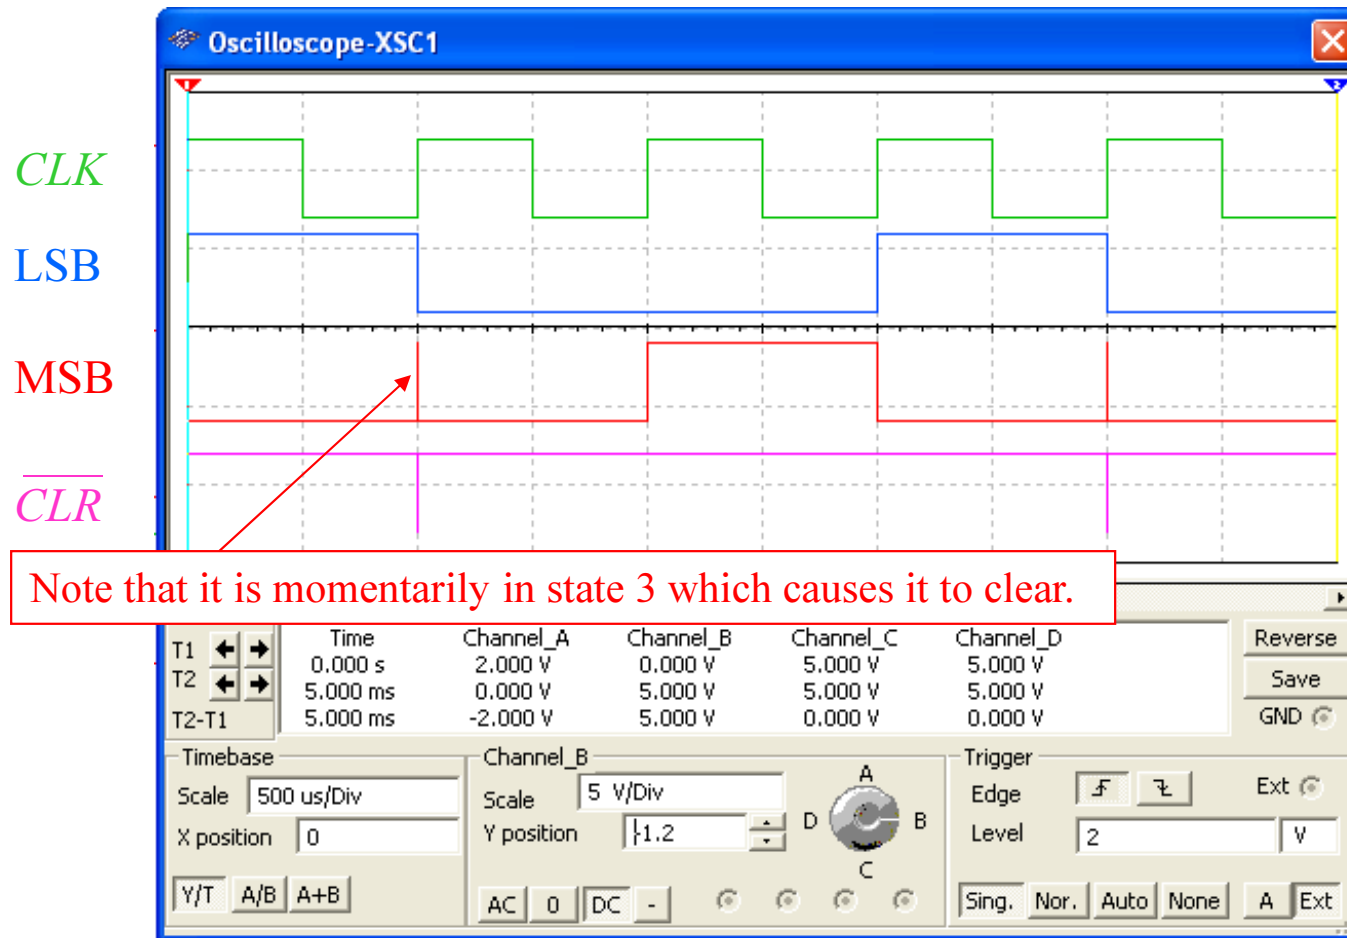 Oscilloscope-XSC1
1
2
CLK
LSB
MSB
CLR
Note that it is momentarily in state 3 which causes it to clear.
Time Channel_A Channel_B Channel_C Channel_D
T1 0.000 s 2.000 V 0.000 V 5.000 V 5.000 V
T2 5.000 ms 0.000 V 5.000 V 5.000 V 5.000 V
T2-T1 5.000 ms -2.000 V 5.000 V 0.000 V 0.000 V
Reverse
Save
GND
Timebase
Scale 500 us/Div
X position 0
Y/T A/B A+B
Channel_B
Scale 5 V/Div
Y position -1.2
AC 0 DC -
A
D B
C
Trigger
Edge Ext
Level 2 V
Sing. Nor. Auto None A Ext